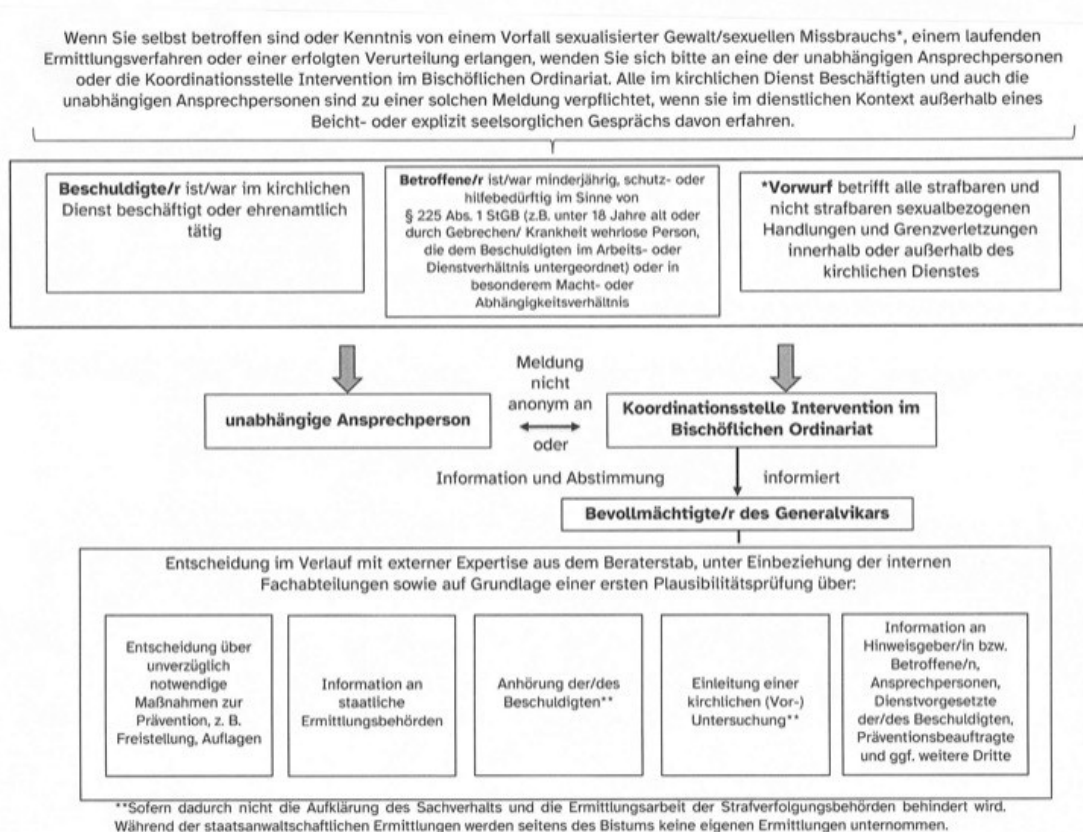 Wenn Sie selbst betroffen sind oder Kenntnis von einem Vorfall sexualisierter Gewalt/sexuellen Missbrauchs*, einem laufenden
Ermittlungsverfahren oder einer erfolgten Verurteilung erlangen, wenden Sie sich bitte an eine der unabhängigen Ansprechpersonen
oder die Koordinationsstelle Intervention im Bischöflichen Ordinariat. Alle im kirchlichen Dienst Beschäftigten und auch die
unabhängigen Ansprechpersonen sind zu einer solchen Meldung verpflichtet, wenn sie im dienstlichen Kontext außerhalb eines
Beicht- oder explizit seelsorglichen Gesprächs davon erfahren.
Beschuldigte/r ist/war im kirchlichen
Dienst beschäftigt oder ehrenamtlich
tätig
Betroffene/r ist/war minderjährig, schutz- oder
hilfebedürftig im Sinne von
§ 225 Abs. 1 StGB (z.B. unter 18 Jahre alt oder
durch Gebrechen/ Krankheit wehrlose Person,
die dem Beschuldigten im Arbeits- oder
Dienstverhältnis untergeordnet) oder in
besonderem Macht- oder
Abhängigkeitsverhältnis
*Vorwurf betrifft alle strafbaren und
nicht strafbaren sexualbezogenen
Handlungen und Grenzverletzungen
innerhalb oder außerhalb des
kirchlichen Dienstes
unabhängige Ansprechperson
Meldung
nicht
anonym an
oder
Koordinationsstelle Intervention im
Bischöflichen Ordinariat
Information und Abstimmung
informiert
Bevollmächtigte/r des Generalvikars
Entscheidung im Verlauf mit externer Expertise aus dem Beraterstab, unter Einbeziehung der internen
Fachabteilungen sowie auf Grundlage einer ersten Plausibilitätsprüfung über:
Entscheidung über
unverzüglich
notwendige
Maßnahmen zur
Prävention, z. B.
Freistellung, Auflagen
Information an
staatliche
Ermittlungsbehörden
Anhörung der/des
Beschuldigten**
Einleitung einer
kirchlichen (Vor-)
Untersuchung**
Information an
Hinweisgeber/in bzw.
Betroffene/n,
Ansprechpersonen,
Dienstvorgesetzte
der/des Beschuldigten,
Präventionsbeauftragte
und ggf. weitere Dritte
**Sofern dadurch nicht die Aufklärung des Sachverhalts und die Ermittlungsarbeit der Strafverfolgungsbehörden behindert wird.
Während der staatsanwaltschaftlichen Ermittlungen werden seitens des Bistums keine eigenen Ermittlungen unternommen.